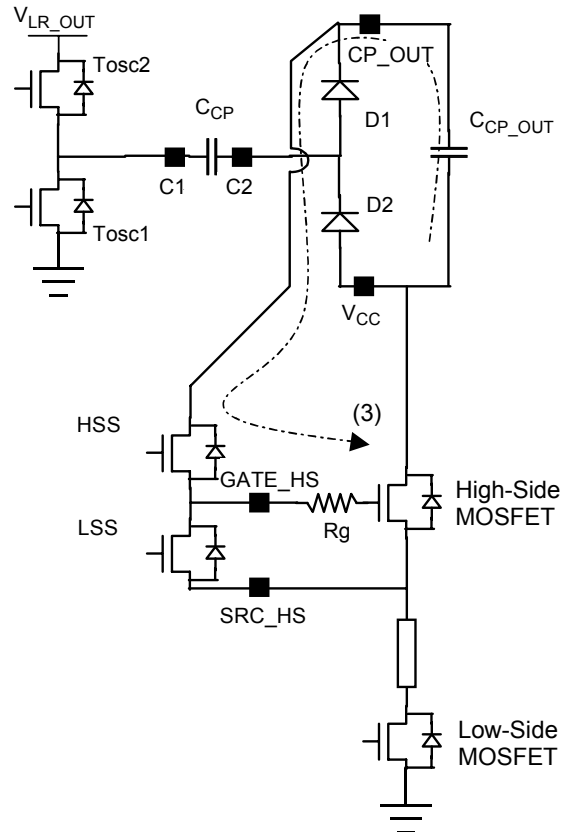 V_LR_OUT
Tosc2
CP_OUT
C_CP
D1
C_CP_OUT
C1 C2
D2
Tosc1
V_CC
HSS
(3)
GATE_HS
High-Side
MOSFET
LSS
Rg
SRC_HS
Low-Side
MOSFET